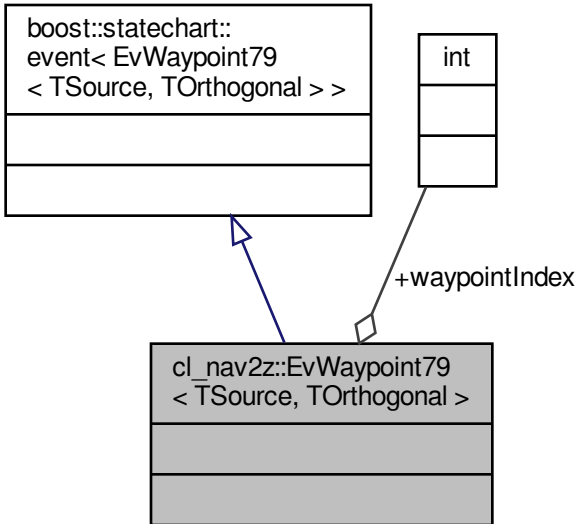 boost::statechart::
event< EvWaypoint79
< TSource, TOrthogonal > >
int
+waypointIndex
cl_nav2z::EvWaypoint79
< TSource, TOrthogonal >